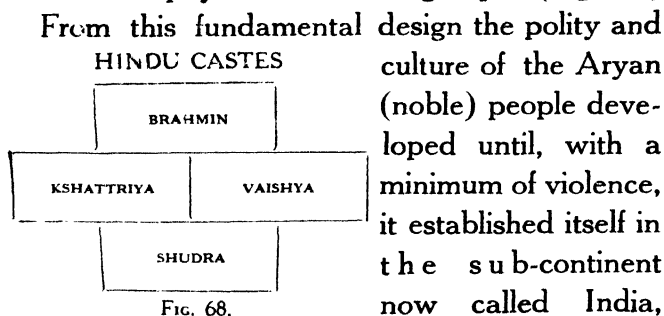 From this fundamental design the polity and
HINDU CASTES
BRAHMIN
KSHATTRIYA VAISHYA
SHUDRA
FIG. 68.
culture of the Aryan
(noble) people deve-
loped until, with a
minimum of violence,
it established itself in
the sub-continent
now called India,